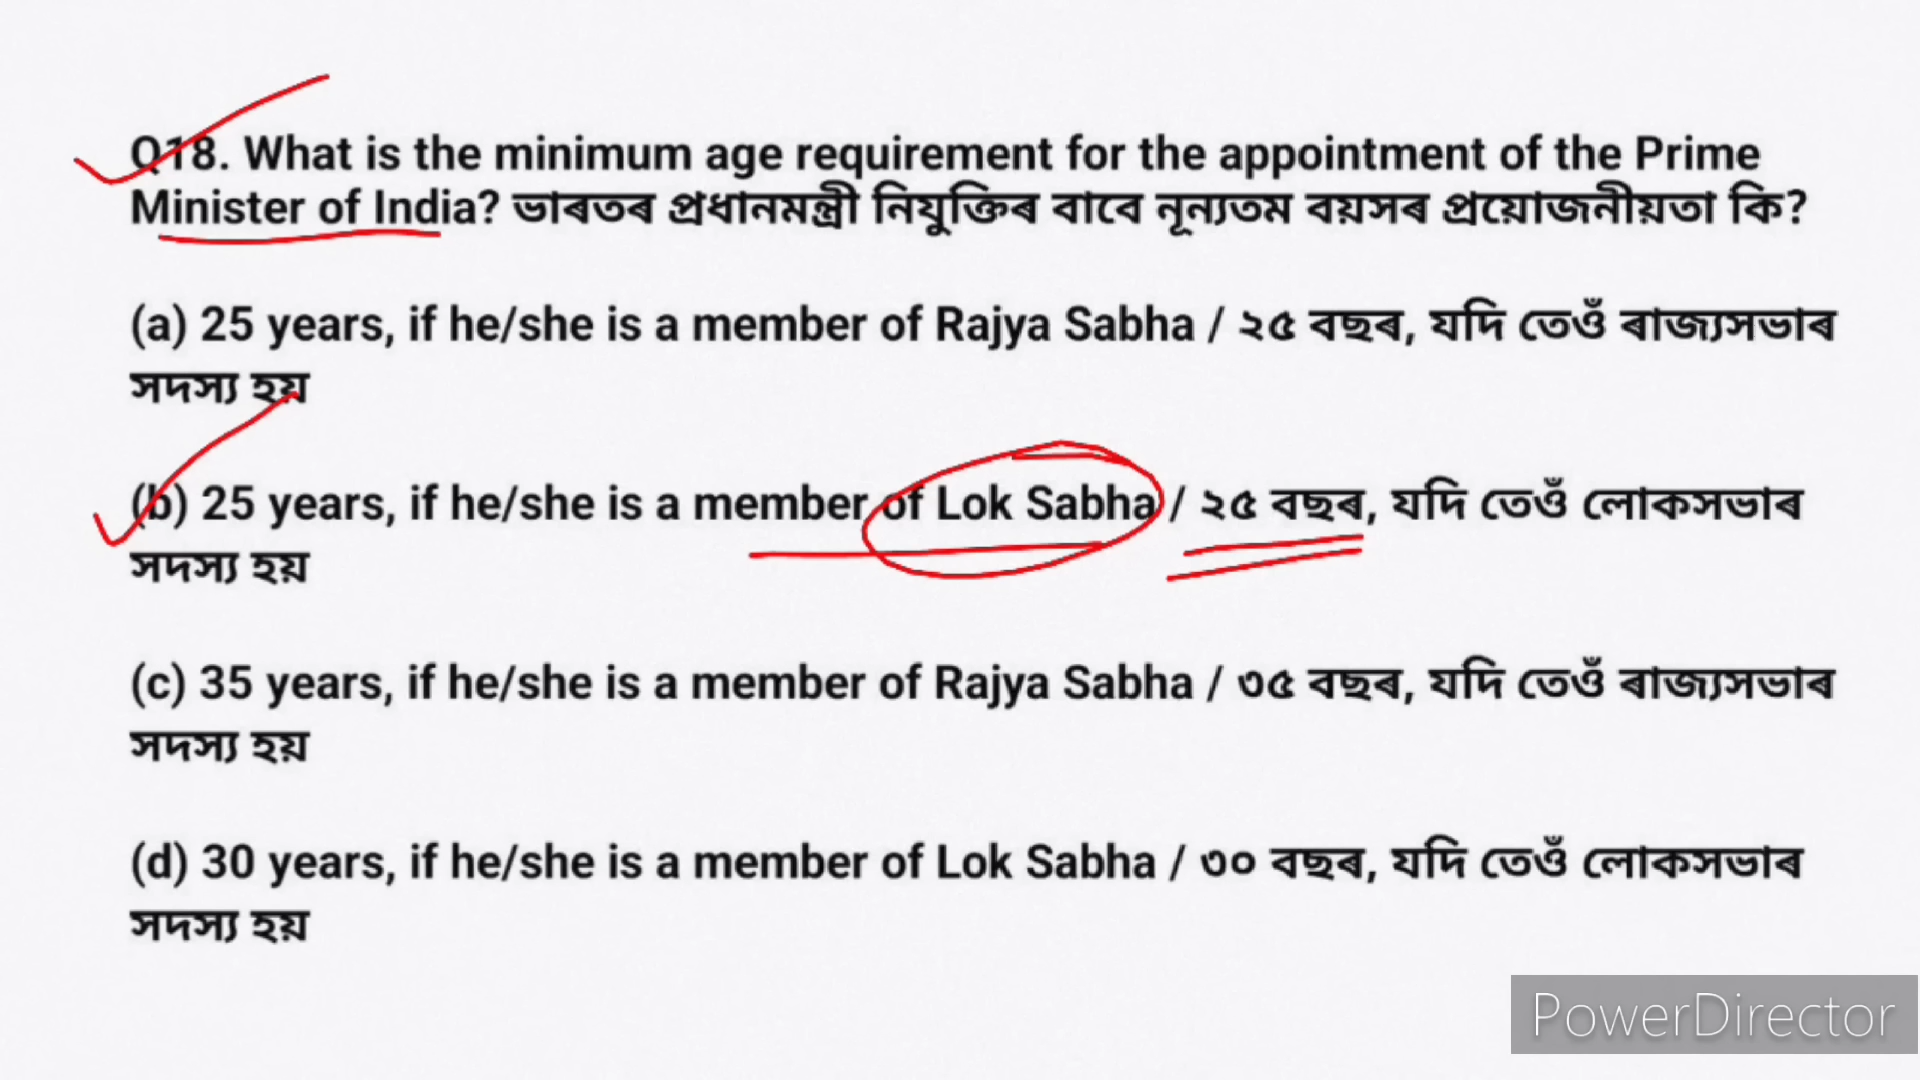 Q18. What is the minimum age requirement for the appointment of the Prime
Minister of India? ভাৰতৰ প্ৰধানমন্ত্ৰী নিযুক্তিৰ বাবে নূন্যতম বয়সৰ প্ৰয়োজনীয়তা কি?
(a) 25 years, if he/she is a member of Rajya Sabha / ২৫ বছৰ, যদি তেওঁ ৰাজ্যসভাৰ
সদস্য হয়
(b) 25 years, if he/she is a member of Lok Sabha / ২৫ বছৰ, যদি তেওঁ লোকসভাৰ
সদস্য হয়
(c) 35 years, if he/she is a member of Rajya Sabha / ৩৫ বছৰ, যদি তেওঁ ৰাজ্যসভাৰ
সদস্য হয়
(d) 30 years, if he/she is a member of Lok Sabha / ৩০ বছৰ, যদি তেওঁ লোকসভাৰ
সদস্য হয়
PowerDirector